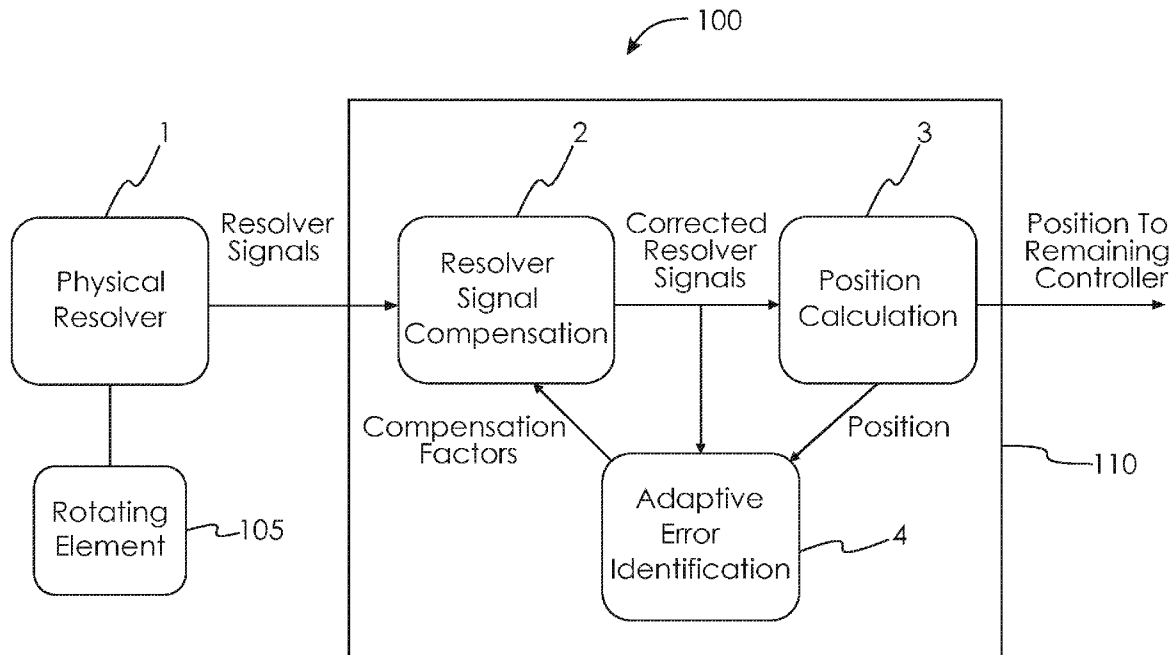 100
1
2
3
Resolver
Signals
Corrected
Resolver
Signals
Position To
Remaining
Controller
Physical
Resolver
Resolver
Signal
Compensation
Position
Calculation
Compensation
Factors
Position
110
Rotating
Element
105
Adaptive
Error
Identification
4